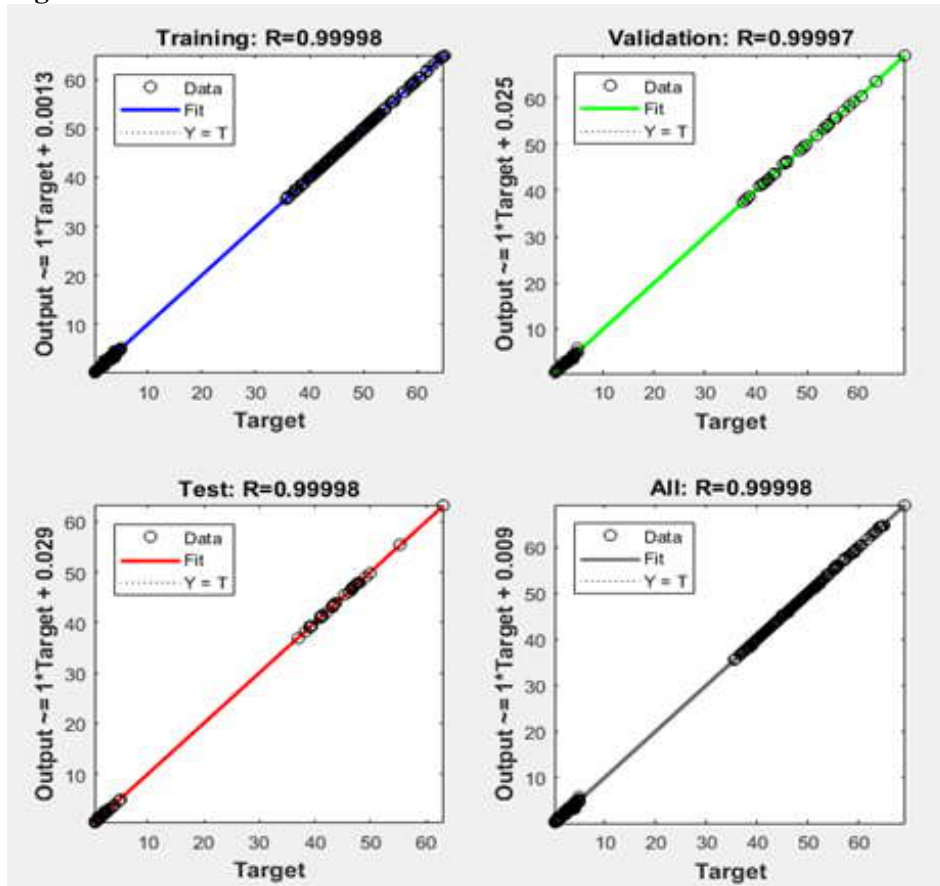 Training: R=0.99998
Output ~= 1*Target + 0.0013
60
50
40
30
20
10
Data
Fit
Y = T
10 20 30 40 50 60
Target
Validation: R=0.99997
Output ~= 1*Target + 0.025
60
50
40
30
20
10
Data
Fit
Y = T
10 20 30 40 50 60
Target
Test: R=0.99998
Output ~= 1*Target + 0.029
60
50
40
30
20
10
Data
Fit
Y = T
10 20 30 40 50 60
Target
All: R=0.99998
Output ~= 1*Target + 0.009
60
50
40
30
20
10
Data
Fit
Y = T
10 20 30 40 50 60
Target